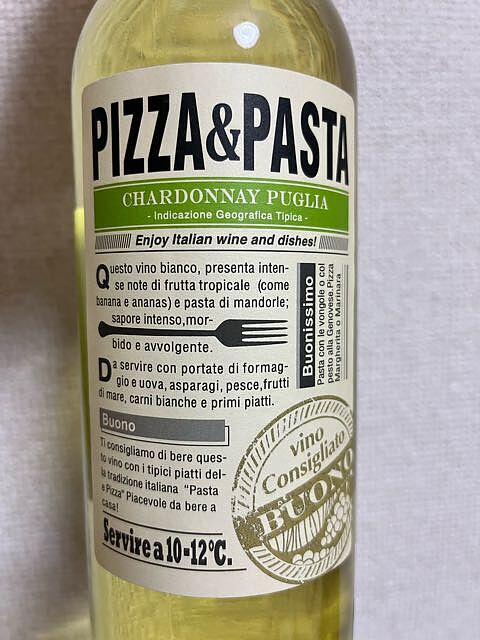 PIZZA&PASTA
CHARDONNAY PUGLIA
- Indicazione Geografica Tipica -
Enjoy Italian wine and dishes!
Questo vino bianco, presenta inten-
se note di frutta tropicale (come
banana e ananas) e pasta di mandorle;
sapore intenso,mor-
bido e avvolgente.
Da servire con portate di formag-
gio e uova, asparagi, pesce,frutti
di mare, carni bianche e primi piatti.
Buonissimo
Pasta con le vongole o col
pesto alla Genovese.Pizza
Margherita o Marinara
Buono
Ti consigliamo di bere ques-
to vino con i tipici piatti del-
la tradizione italiana "Pasta
e Pizza" Piacevole da bere a
casa!
Servire a 10-12°C.
vino
Consigliato
BUONO